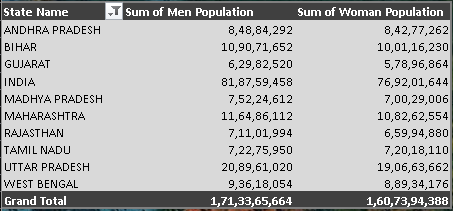 State Name Sum of Men Population Sum of Woman Population
ANDHRA PRADESH 8,48,84,292 8,42,77,262
BIHAR 10,90,71,652 10,01,16,230
GUJARAT 6,29,82,520 5,78,96,864
INDIA 81,87,59,458 76,92,01,644
MADHYA PRADESH 7,52,24,612 7,00,29,006
MAHARASHTRA 11,64,86,112 10,82,62,554
RAJASTHAN 7,11,01,994 6,59,94,880
TAMIL NADU 7,22,75,950 7,20,18,110
UTTAR PRADESH 20,89,61,020 19,06,63,662
WEST BENGAL 9,36,18,054 8,89,34,176
Grand Total 1,71,33,65,664 1,60,73,94,388